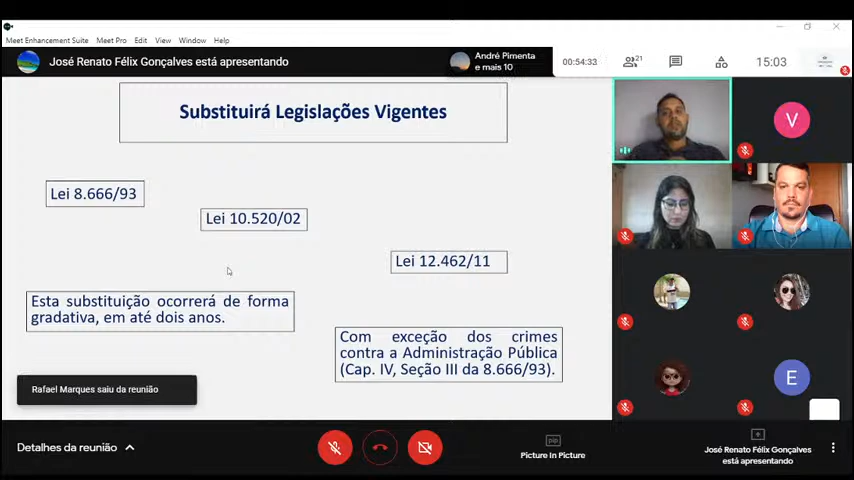 Meet Enhancement Suite Meet Pro Edit View Window Help
José Renato Félix Gonçalves está apresentando
André Pimenta
e mais 10
00:54:33
21
15:03
Substituirá Legislações Vigentes
Lei 8.666/93
Lei 10.520/02
Lei 12.462/11
Esta substituição ocorrerá de forma
gradativa, em até dois anos.
Com exceção dos crimes
contra a Administração Pública
(Cap. IV, Seção III da 8.666/93).
V
E
Rafael Marques saiu da reunião
Detalhes da reunião
pip
Picture In Picture
José Renato Félix Gonçalves
está apresentando